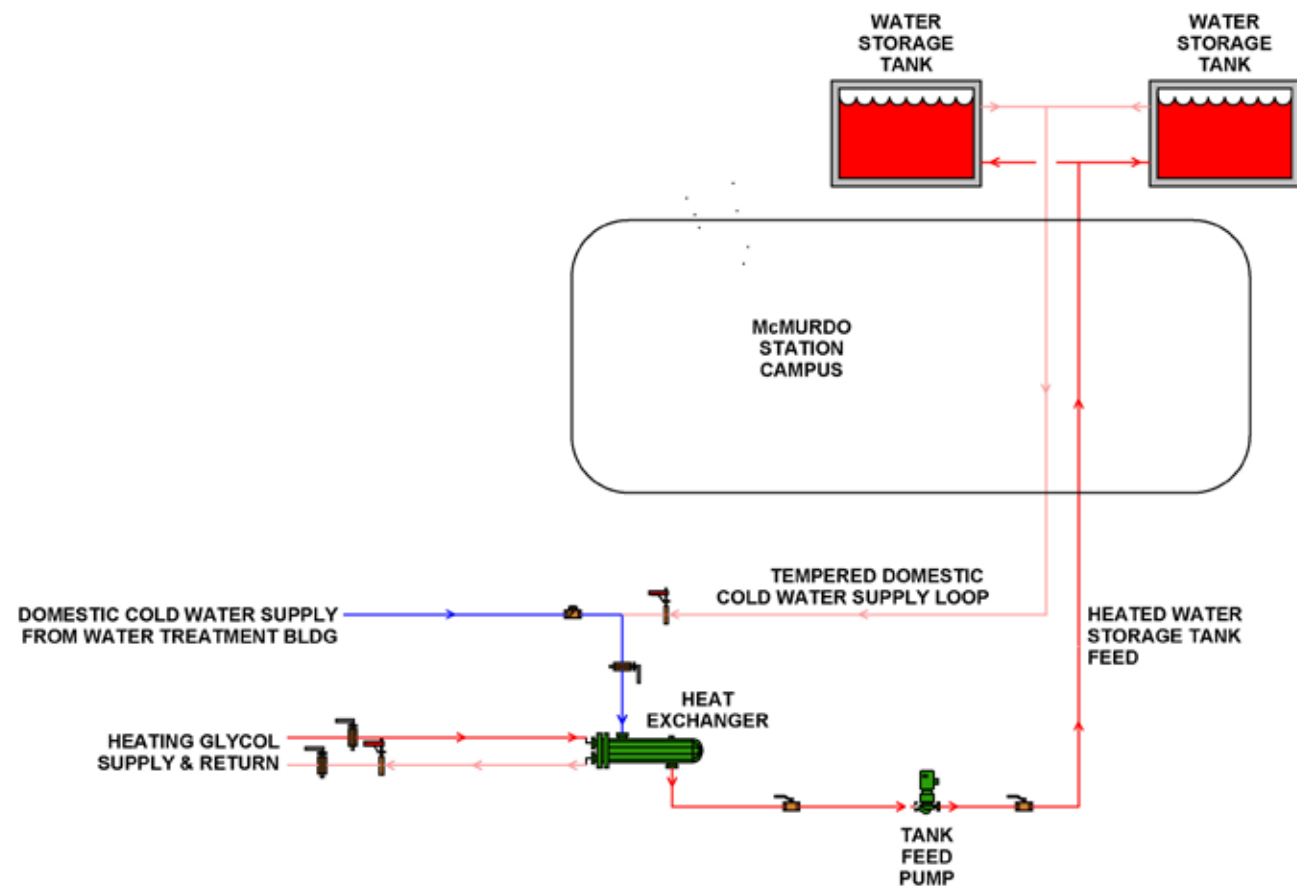 WATER
STORAGE
TANK
WATER
STORAGE
TANK
McMURDO
STATION
CAMPUS
TEMPERED DOMESTIC
COLD WATER SUPPLY LOOP
DOMESTIC COLD WATER SUPPLY
FROM WATER TREATMENT BLDG
HEATED WATER
STORAGE TANK
FEED
HEAT
EXCHANGER
HEATING GLYCOL
SUPPLY & RETURN
TANK
FEED
PUMP